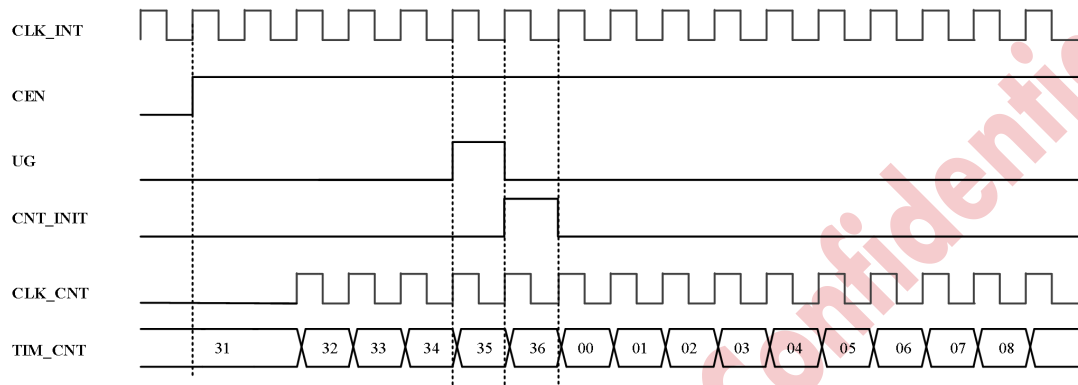 CLK_INT
CEN
UG
CNT_INIT
CLK_CNT
TIM_CNT 31 32 33 34 35 36 00 01 02 03 04 05 06 07 08
Confidentia